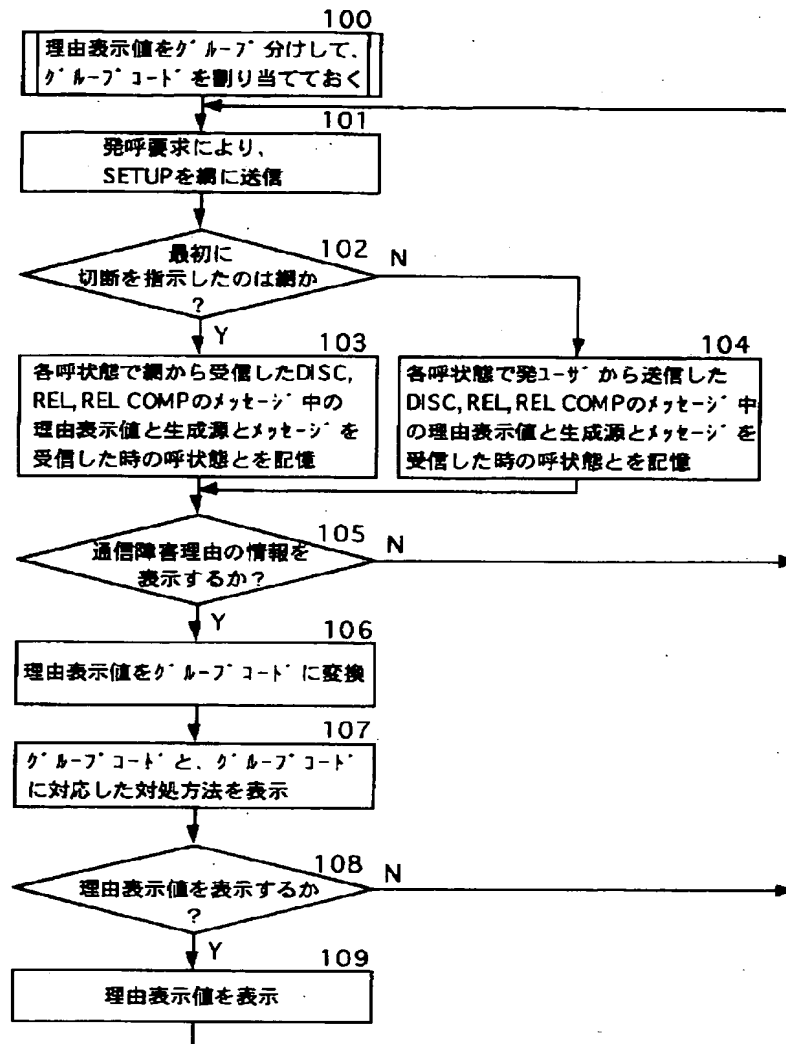 100
理由表示値をグループ分けして、
グループコードを割り当てておく
101
発呼要求により、
SETUPを網に送信
102
最初に
切断を指示したのは網か
?
N
Y
103
各呼状態で網から受信したDISC,
REL, REL COMPのメッセージ中の
理由表示値と生成源とメッセージを
受信した時の呼状態とを記憶
104
各呼状態で発ユーザから送信した
DISC, REL, REL COMPのメッセージ中
の理由表示値と生成源とメッセージを
受信した時の呼状態とを記憶
105
通信障害理由の情報を
表示するか?
N
Y
106
理由表示値をグループコードに変換
107
グループコードと、グループコード
に対応した対処方法を表示
108
理由表示値を表示するか
?
N
Y
109
理由表示値を表示